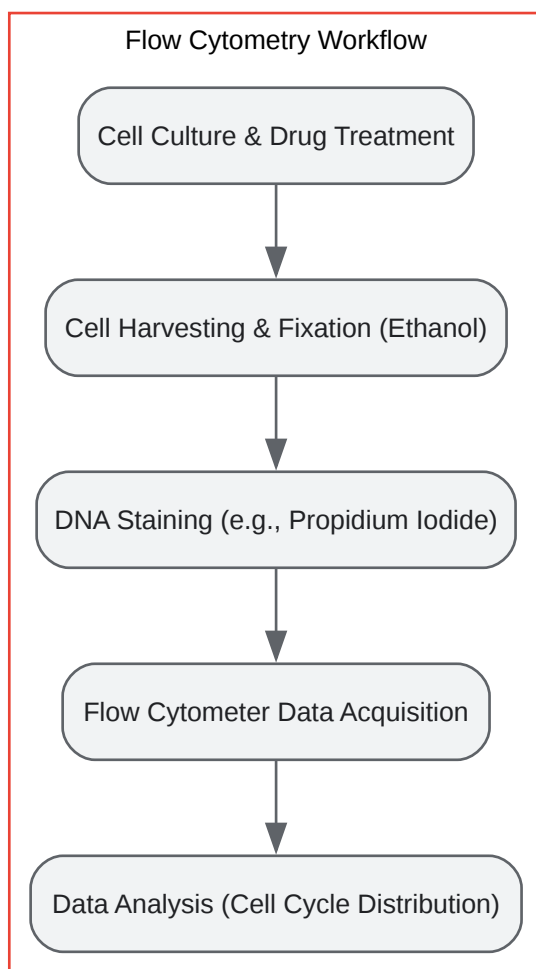 Flow Cytometry Workflow
Cell Culture & Drug Treatment
Cell Harvesting & Fixation (Ethanol)
DNA Staining (e.g., Propidium Iodide)
Flow Cytometer Data Acquisition
Data Analysis (Cell Cycle Distribution)